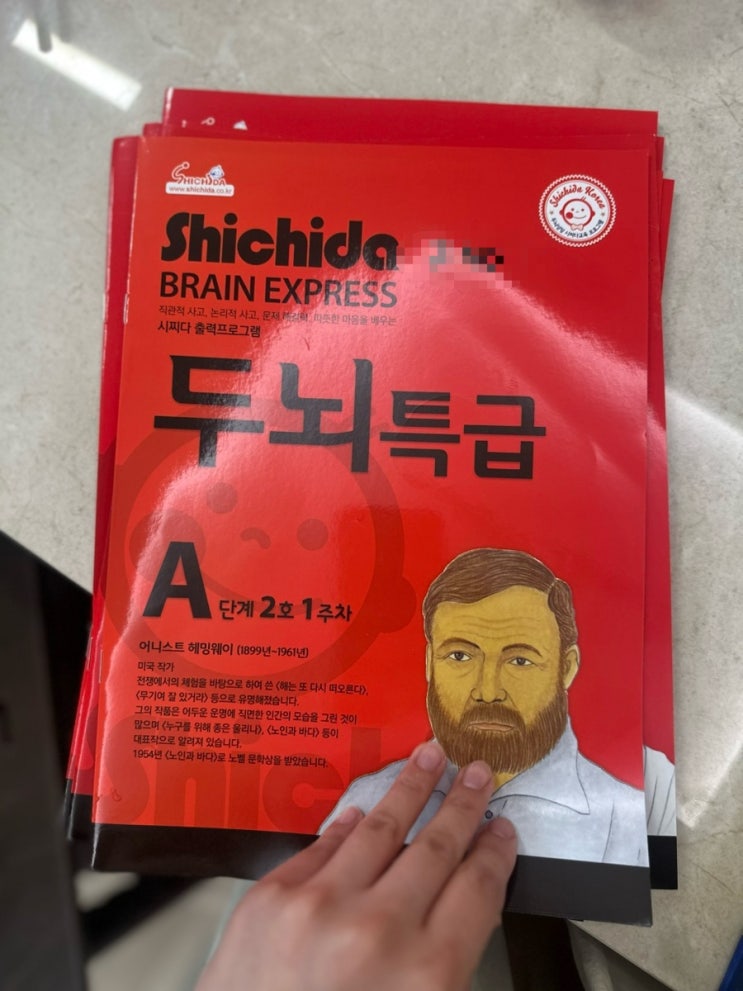 SHICHIDA
www.shichida.co.kr
Shichida Korea
Shichida
BRAIN EXPRESS
직관적 사고, 논리적 사고, 문제 해결력, 따뜻한 마음을 배우는
시찌다 출력프로그램
두뇌특급
A단계 2호 1주차
어니스트 헤밍웨이 (1899년~1961년)
미국 작가
전쟁에서의 체험을 바탕으로 하여 쓴 〈해는 또 다시 떠오른다〉,
〈무기여 잘 있거라〉 등으로 유명해졌습니다.
그의 작품은 어두운 운명에 직면한 인간의 모습을 그린 것이
많으며 〈누구를 위해 종은 울리나〉, 〈노인과 바다〉 등이
대표작으로 알려져 있습니다.
1954년 〈노인과 바다〉로 노벨 문학상을 받았습니다.
Shich